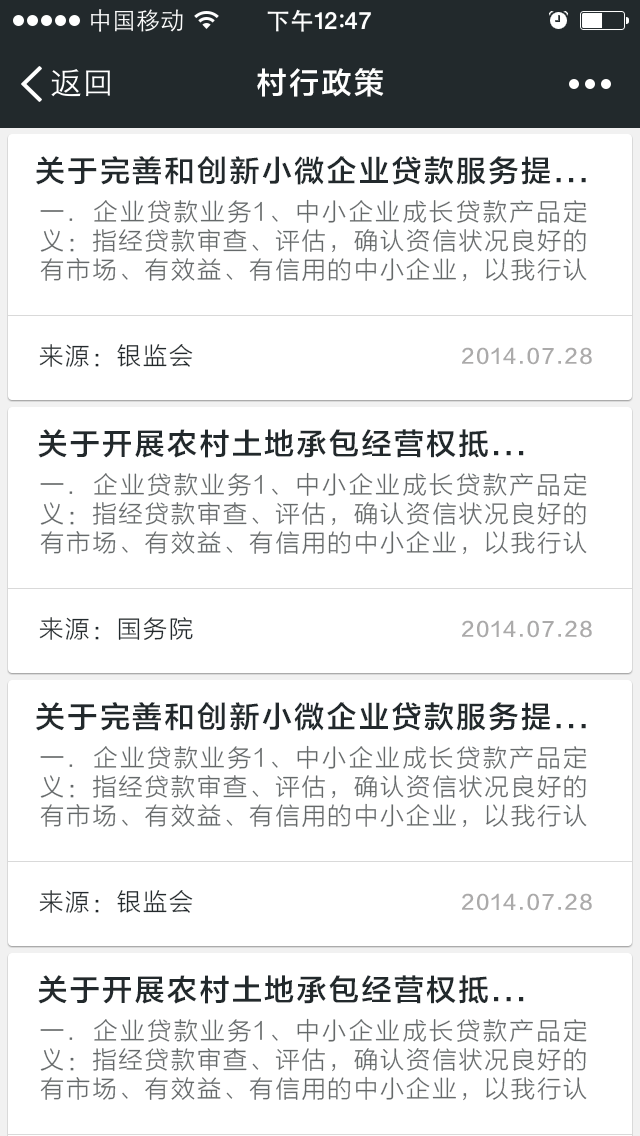 中国移动 下午12:47
返回 村行政策
关于完善和创新小微企业贷款服务提...
一．企业贷款业务1、中小企业成长贷款产品定
义：指经贷款审查、评估，确认资信状况良好的
有市场、有效益、有信用的中小企业，以我行认
来源：银监会 2014.07.28
关于开展农村土地承包经营权抵...
一．企业贷款业务1、中小企业成长贷款产品定
义：指经贷款审查、评估，确认资信状况良好的
有市场、有效益、有信用的中小企业，以我行认
来源：国务院 2014.07.28
关于完善和创新小微企业贷款服务提...
一．企业贷款业务1、中小企业成长贷款产品定
义：指经贷款审查、评估，确认资信状况良好的
有市场、有效益、有信用的中小企业，以我行认
来源：银监会 2014.07.28
关于开展农村土地承包经营权抵...
一．企业贷款业务1、中小企业成长贷款产品定
义：指经贷款审查、评估，确认资信状况良好的
有市场、有效益、有信用的中小企业，以我行认